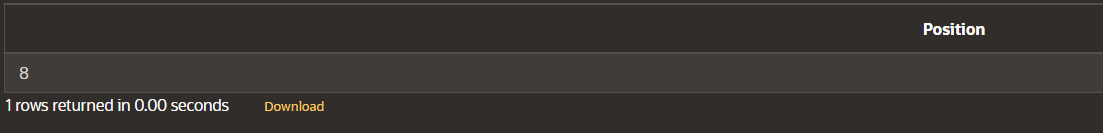 Position
8
1 rows returned in 0.00 seconds Download